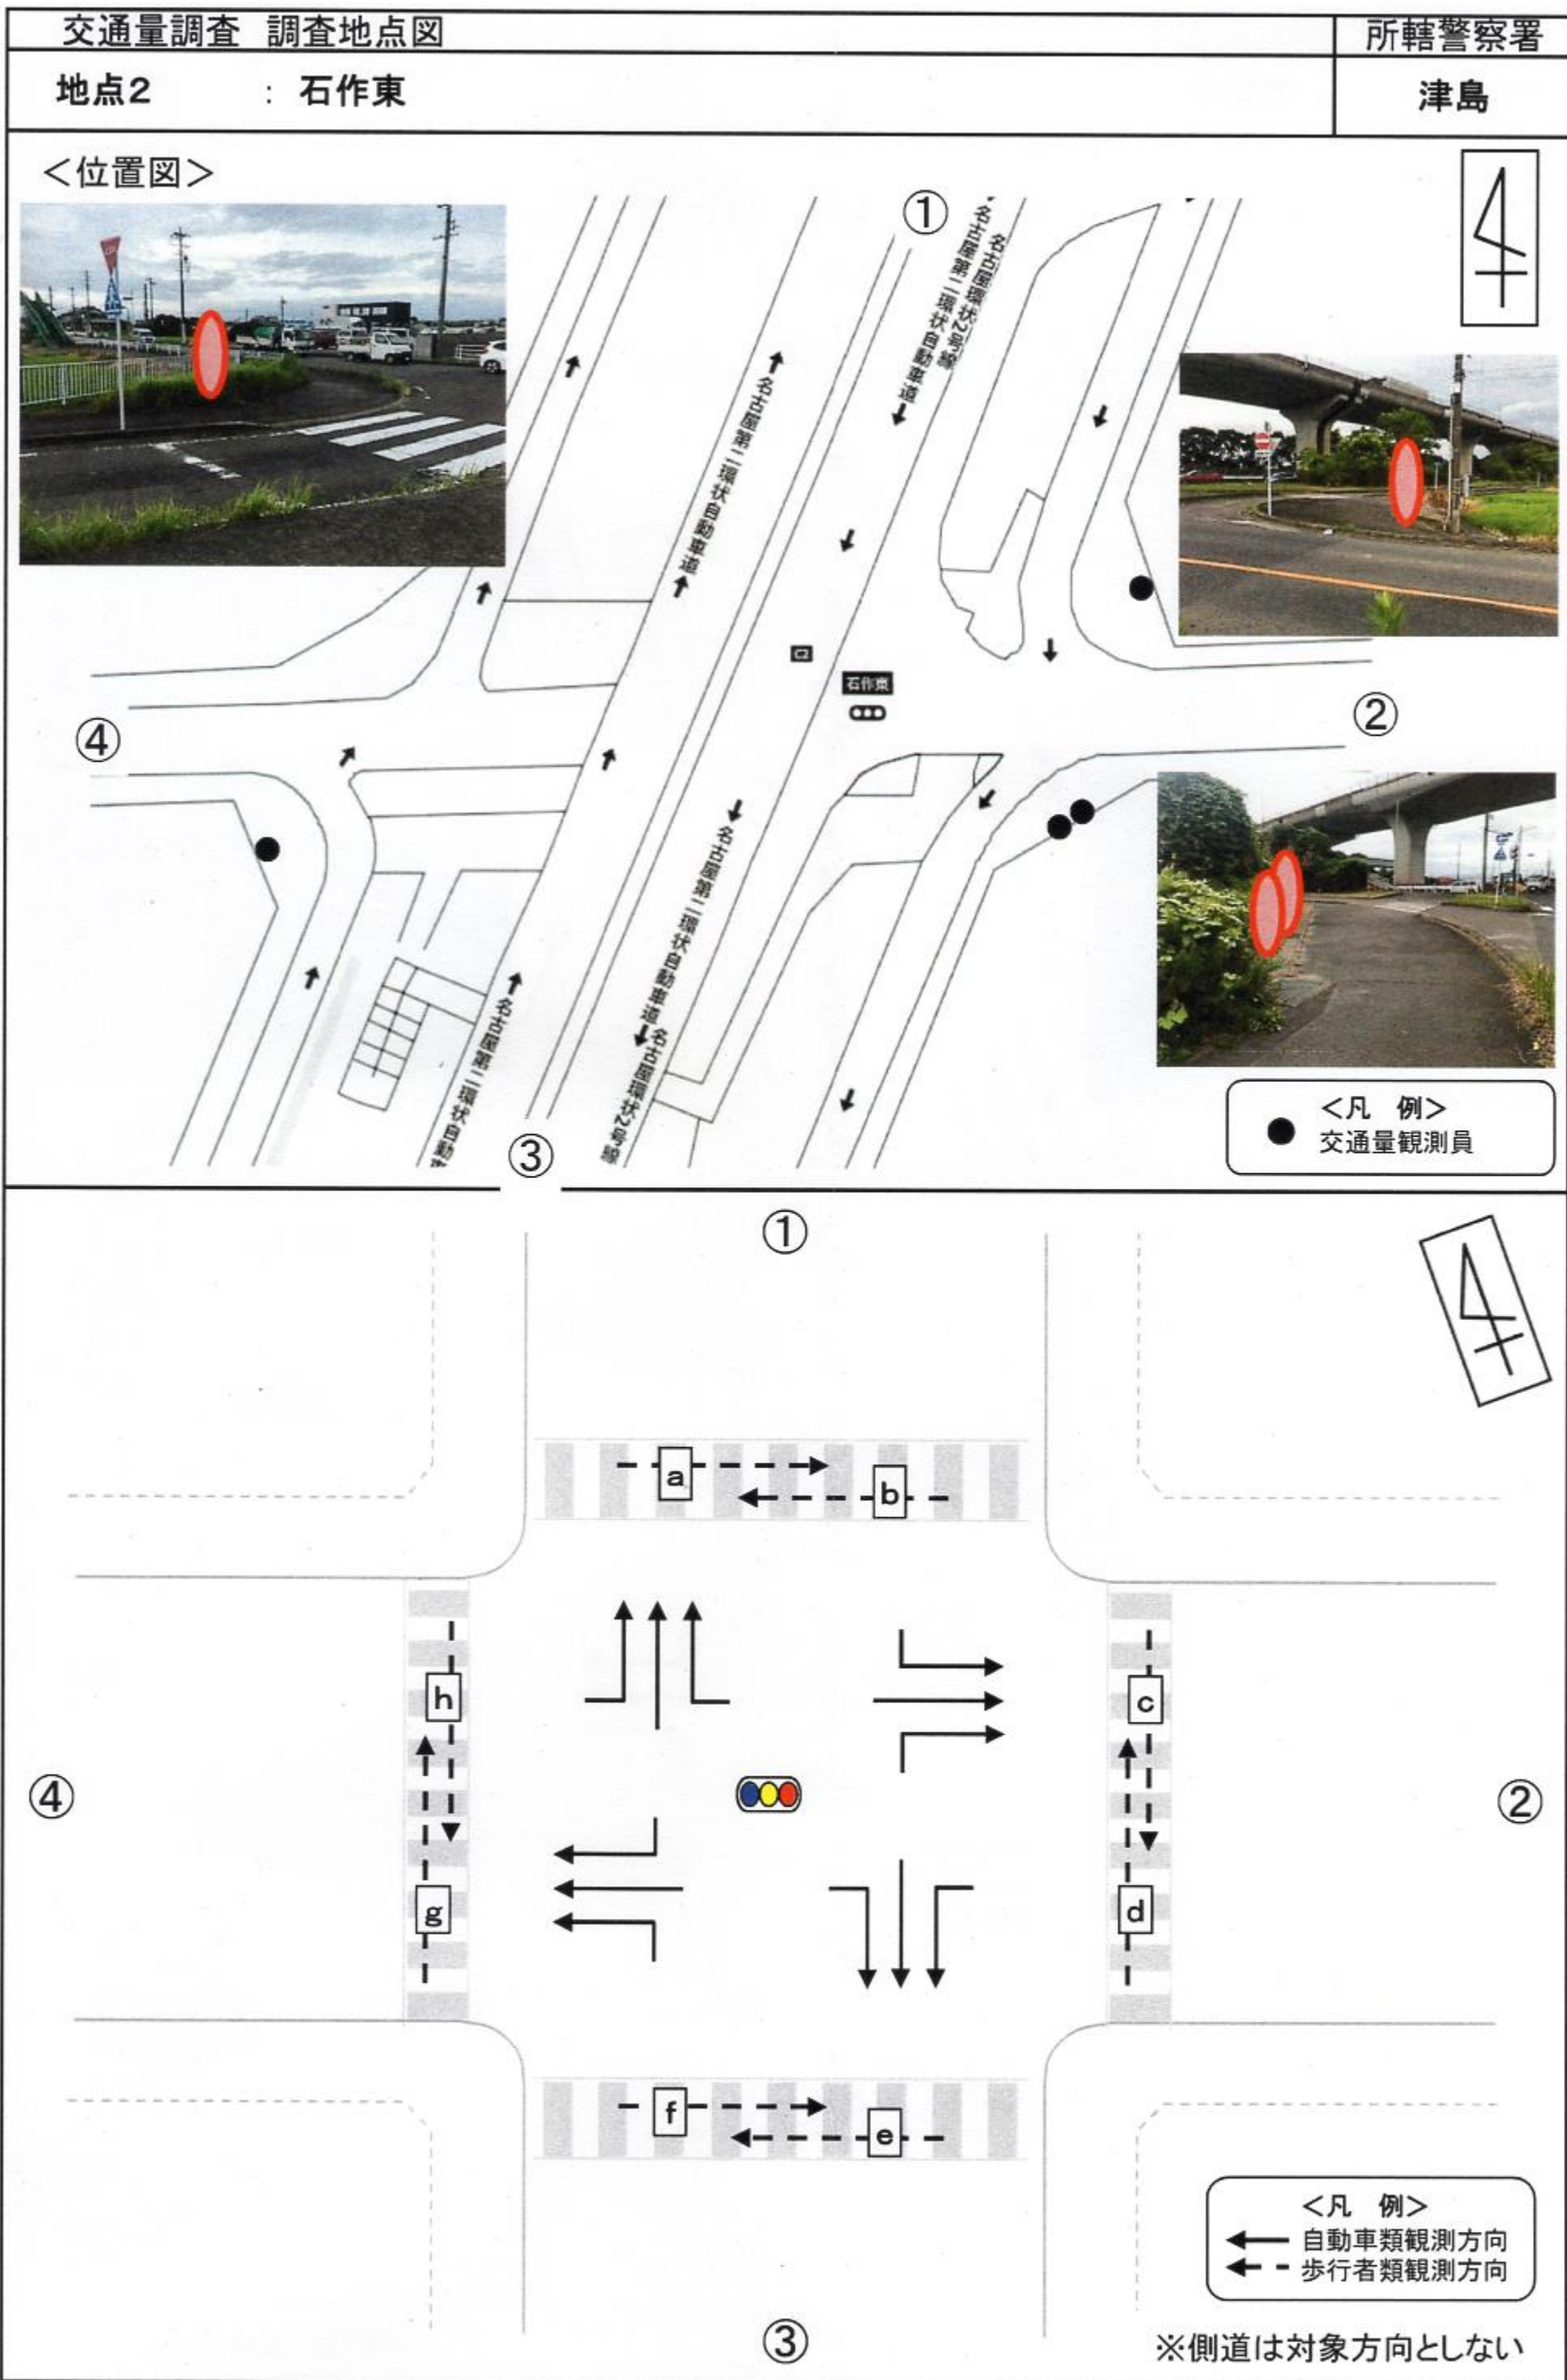 交通量調査 調査地点図
所轄警察署
地点2 : 石作東
津島
<位置図>
①
名古屋環状2号線
名古屋第二環状自動車道
名古屋第二環状自動車道
C2
石作東
②
④
名古屋第二環状自動車道
名古屋環状2号線
名古屋第二環状自動車
③
<凡 例>
● 交通量観測員
①
a
b
h
c
④
②
g
d
f
e
<凡 例>
自動車類観測方向
歩行者類観測方向
③
※側道は対象方向としない